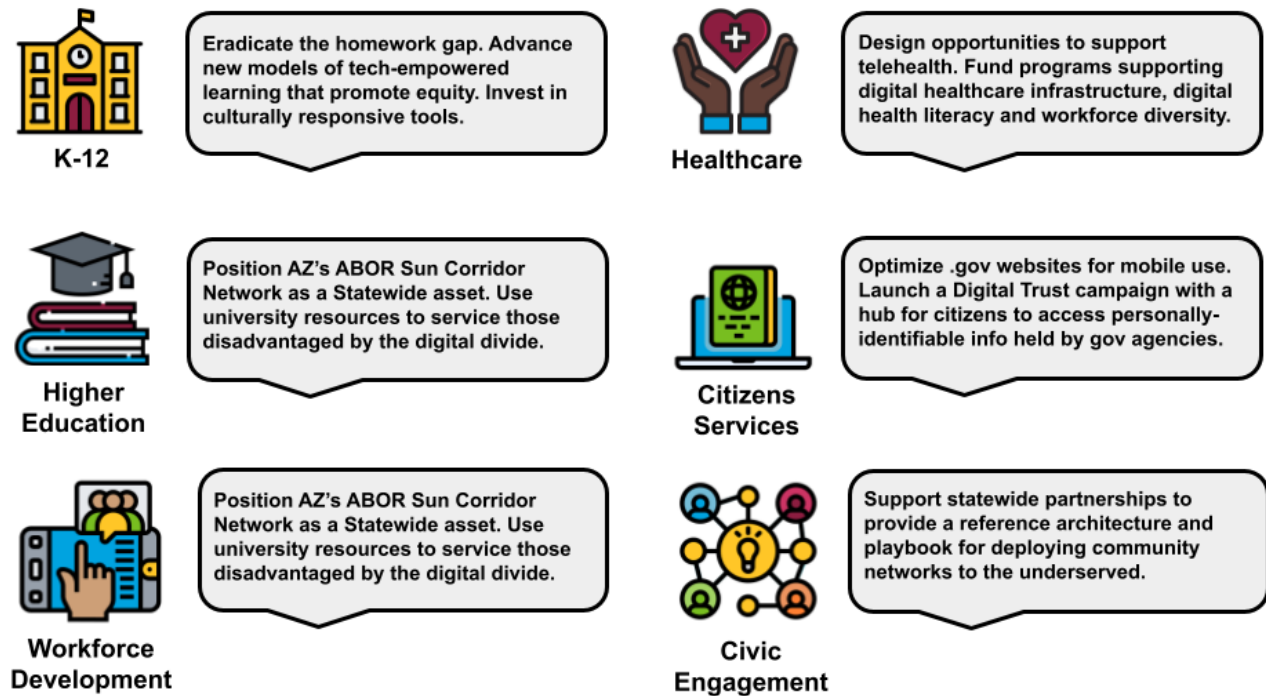 Eradicate the homework gap. Advance
new models of tech-empowered
learning that promote equity. Invest in
culturally responsive tools.
K-12
Design opportunities to support
telehealth. Fund programs supporting
digital healthcare infrastructure, digital
health literacy and workforce diversity.
Healthcare
Position AZ's ABOR Sun Corridor
Network as a Statewide asset. Use
university resources to service those
disadvantaged by the digital divide.
Higher
Education
Optimize .gov websites for mobile use.
Launch a Digital Trust campaign with a
hub for citizens to access personally-
identifiable info held by gov agencies.
Citizens
Services
Position AZ's ABOR Sun Corridor
Network as a Statewide asset. Use
university resources to service those
disadvantaged by the digital divide.
Workforce
Development
Support statewide partnerships to
provide a reference architecture and
playbook for deploying community
networks to the underserved.
Civic
Engagement